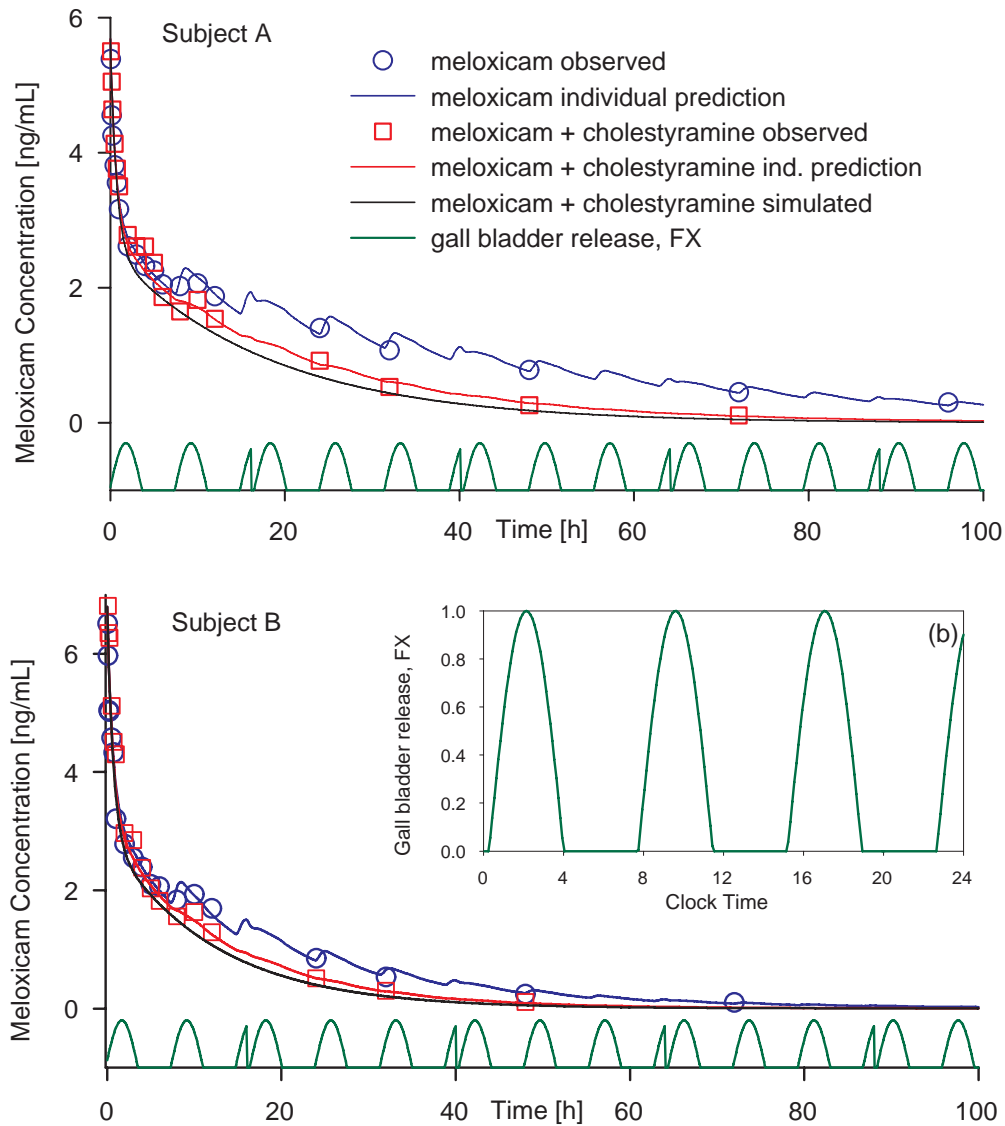 Subject A
meloxicam observed
meloxicam individual prediction
meloxicam + cholestyramine observed
meloxicam + cholestyramine ind. prediction
meloxicam + cholestyramine simulated
gall bladder release, FX
Meloxicam Concentration [ng/mL]
6
4
2
0
0
20
40
60
80
100
Time [h]
Subject B
Meloxicam Concentration [ng/mL]
6
4
2
0
0
20
40
60
80
100
Time [h]
(b)
Gall bladder release, FX
1.0
0.8
0.6
0.4
0.2
0.0
0
4
8
12
16
20
24
Clock Time